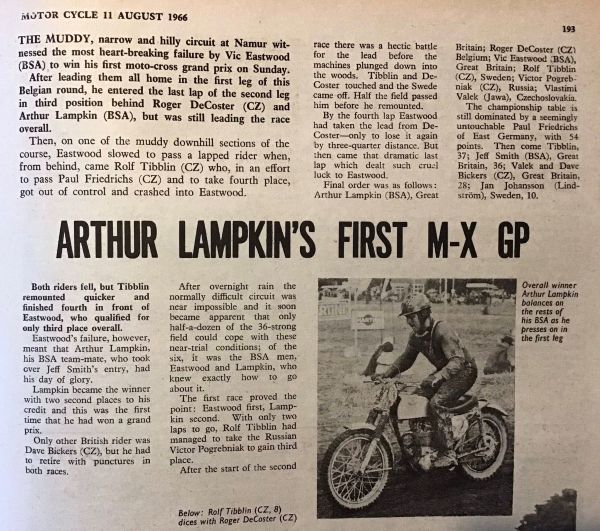 MOTOR CYCLE 11 AUGUST 1966
193
THE MUDDY, narrow and hilly circuit at Namur wit-
nessed the most heart-breaking failure by Vic Eastwood
(BSA) to win his first moto-cross grand prix on Sunday.
After leading them all home in the first leg of this
Belgian round, he entered the last lap of the second leg
in third position behind Roger DeCoster (CZ) and
Arthur Lampkin (BSA), but was still leading the race
overall.
Then, on one of the muddy downhill sections of the
course, Eastwood slowed to pass a lapped rider when,
from behind, came Rolf Tibblin (CZ) who, in an effort
to pass Paul Friedrichs (CZ) and to take fourth place,
got out of control and crashed into Eastwood.
race there was a hectic battle
for the lead before the
machines plunged down into
the woods. Tibblin and De-
Coster touched and the Swede
came off. Half the field passed
him before he remounted.
By the fourth lap Eastwood
had taken the lead from De-
Coster—only to lose it again
by three-quarter distance. But
then came that dramatic last
lap which dealt such cruel
luck to Eastwood.
Final order was as follows:
Arthur Lampkin (BSA), Great
Britain; Roger DeCoster (CZ)
Belgium; Vic Eastwood (BSA),
Great Britain; Rolf Tibblin
(CZ), Sweden; Victor Pogreb-
niak (CZ), Russia; Vlastimi
Valek (Jawa), Czechoslovakia.
The championship table is
still dominated by a seemingly
untouchable Paul Friedrichs
of East Germany, with 54
points. Then come Tibblin,
37; Jeff Smith (BSA), Great
Britain, 36; Valek and Dave
Bickers (CZ), Great Britain,
28; Jan Johansson (Lind-
ström), Sweden, 10.
ARTHUR LAMPKIN'S FIRST M-X GP
Both riders fell, but Tibblin
remounted quicker and
finished fourth in front of
Eastwood, who qualified for
only third place overall.
Eastwood's failure, however,
meant that Arthur Lampkin,
his BSA team-mate, who took
over Jeff Smith's entry, had
his day of glory.
Lampkin became the winner
with two second places to his
credit and this was the first
time that he had won a grand
prix.
Only other British rider was
Dave Bickers (CZ), but he had
to retire with punctures in
both races.
After overnight rain the
normally difficult circuit was
near impossible and it soon
became apparent that only
half-a-dozen of the 36-strong
field could cope with these
near-trial conditions; of the
six, it was the BSA men,
Eastwood and Lampkin, who
knew exactly how to go
about it.
The first race proved the
point: Eastwood first, Lamp-
kin second. With only two
laps to go, Rolf Tibblin had
managed to take the Russian
Victor Pogrebniak to gain third
place.
After the start of the second
Below: Rolf Tibblin (CZ, 8)
dices with Roger DeCoster (CZ)
Overall winner
Arthur Lampkin
balances on
the rests of
his BSA as he
presses on in
the first leg